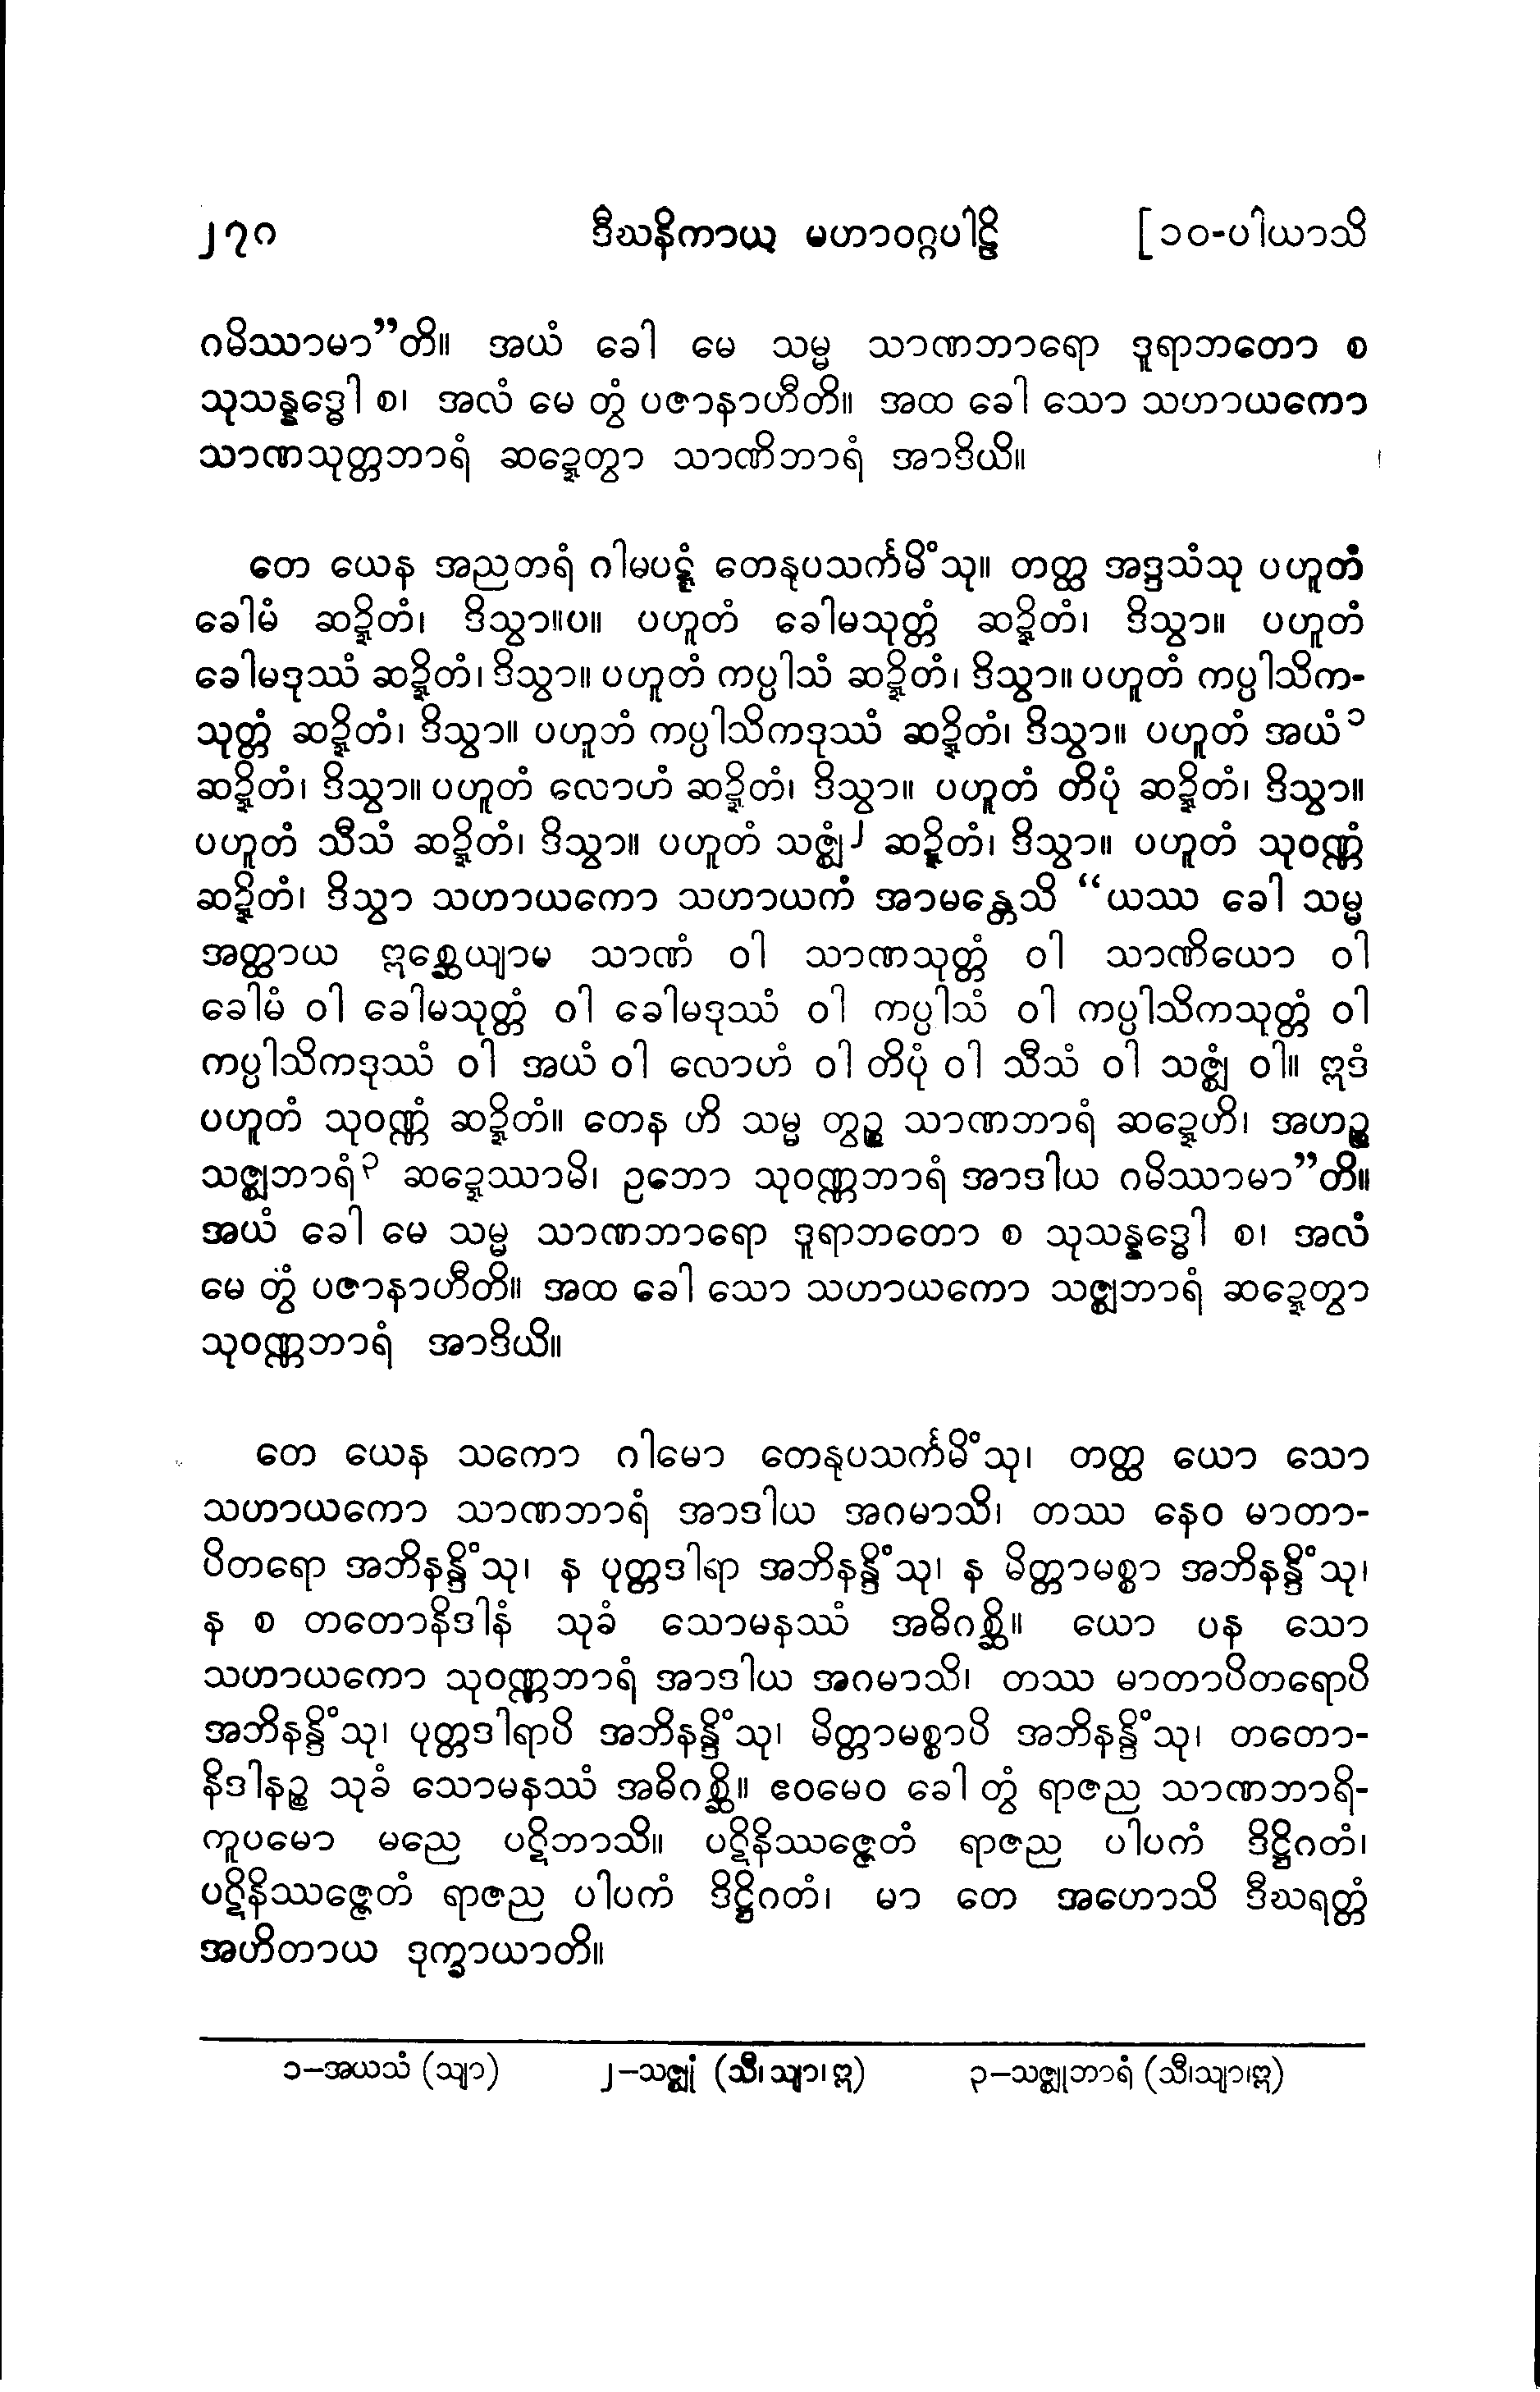 ၂၇ဂ ဒီဃနိကာယ မဟာဝဂ္ဂပါဠိ [၁၀-ပါယာသိ
ဂမိဿာမာ”တိ။ အယံ ခေါ မေ သမ္မ သာဏဘာရော ဒူရာဘတော စ
သုသန္နဒ္ဓေါ စ၊ အလံ မေ တွံ ပဇာနာဟီတိ။ အထ ခေါ သော သဟာယကော
သာဏသုတ္တဘာရံ ဆဍ္ဍေတွာ သာဏိဘာရံ အာဒိယိ။
တေ ယေန အညတရံ ဂါမပဋ္ဋံ တေနုပသင်္ကမိံသု။ တတ္ထ အဒ္ဒသံသု ပဟူတံ
ခေါမံ ဆဍ္ဍိတံ၊ ဒိသွာ။ပ။ ပဟူတံ ခေါမသုတ္တံ ဆဍ္ဍိတံ၊ ဒိသွာ။ ပဟူတံ
ခေါမဒုဿံ ဆဍ္ဍိတံ၊ ဒိသွာ။ ပဟူတံ ကပ္ပါသံ ဆဍ္ဍိတံ၊ ဒိသွာ။ ပဟူတံ ကပ္ပါသိက-
သုတ္တံ ဆဍ္ဍိတံ၊ ဒိသွာ။ ပဟူဘံ ကပ္ပါသိကဒုဿံ ဆဍ္ဍိတံ၊ ဒိသွာ။ ပဟူတံ အယံ၁
ဆဍ္ဍိတံ၊ ဒိသွာ။ ပဟူတံ လောဟံ ဆဍ္ဍိတံ၊ ဒိသွာ။ ပဟူတံ တိပုံ ဆဍ္ဍိတံ၊ ဒိသွာ။
ပဟူတံ သီသံ ဆဍ္ဍိတံ၊ ဒိသွာ။ ပဟူတံ သဇ္ဈံ၂ ဆဍ္ဍိတံ၊ ဒိသွာ။ ပဟူတံ သုဝဏ္ဏံ
ဆဍ္ဍိတံ၊ ဒိသွာ သဟာယကော သဟာယကံ အာမန္တေသိ “ယဿ ခေါ သမ္မ
အတ္ထာယ ဣစ္ဆေယျာမ သာဏံ ဝါ သာဏသုတ္တံ ဝါ သာဏိယော ဝါ
ခေါမံ ဝါ ခေါမသုတ္တံ ဝါ ခေါမဒုဿံ ဝါ ကပ္ပါသံ ဝါ ကပ္ပါသိကသုတ္တံ ဝါ
ကပ္ပါသိကဒုဿံ ဝါ အယံ ဝါ လောဟံ ဝါ တိပုံ ဝါ သီသံ ဝါ သဇ္ဈံ ဝါ။ ဣဒံ
ပဟူတံ သုဝဏ္ဏံ ဆဍ္ဍိတံ။ တေန ဟိ သမ္မ တွဉ္စ သာဏဘာရံ ဆဍ္ဍေဟိ၊ အဟဉ္စ
သဇ္ဈဘာရံ၃ ဆဍ္ဍေဿာမိ၊ ဥဘော သုဝဏ္ဏဘာရံ အာဒါယ ဂမိဿာမာ”တိ။
အယံ ခေါ မေ သမ္မ သာဏဘာရော ဒူရာဘတော စ သုသန္နဒ္ဓေါ စ၊ အလံ
မေ တွံ ပဇာနာဟီတိ။ အထ ခေါ သော သဟာယကော သဇ္ဈဘာရံ ဆဍ္ဍေတွာ
သုဝဏ္ဏဘာရံ အာဒိယိ။
တေ ယေန သကော ဂါမော တေနုပသင်္ကမိံသု၊ တတ္ထ ယော သော
သဟာယကော သာဏဘာရံ အာဒါယ အဂမာသိ၊ တဿ နေဝ မာတာ-
ပိတရော အဘိနန္ဒိံသု၊ န ပုတ္တဒါရာ အဘိနန္ဒိံသု၊ န မိတ္တာမစ္စာ အဘိနန္ဒိံသု၊
န စ တတောနိဒါနံ သုခံ သောမနဿံ အဓိဂစ္ဆိ။ ယော ပန သော
သဟာယကော သုဝဏ္ဏဘာရံ အာဒါယ အဂမာသိ၊ တဿ မာတာပိတရောပိ
အဘိနန္ဒိံသု၊ ပုတ္တဒါရာပိ အဘိနန္ဒိံသု၊ မိတ္တာမစ္စာပိ အဘိနန္ဒိံသု၊ တတော-
နိဒါနဉ္စ သုခံ သောမနဿံ အဓိဂစ္ဆိ။ ဧဝမေဝ ခေါ တွံ ရာဇည သာဏဘာရိ-
ကူပမော မညေ ပဋိဘာသိ။ ပဋိနိဿဇ္ဇေတံ ရာဇည ပါပကံ ဒိဋ္ဌိဂတံ၊
ပဋိနိဿဇ္ဇေတံ ရာဇည ပါပကံ ဒိဋ္ဌိဂတံ၊ မာ တေ အဟောသိ ဒီဃရတ္တံ
အဟိတာယ ဒုက္ခာယာတိ။
၁–အယသံ (သျာ) ၂–သဇ္ဈုံ (သီ၊သျာ၊ဣ) ၃–သဇ္ဈုဘာရံ (သီ၊သျာ၊ဣ)